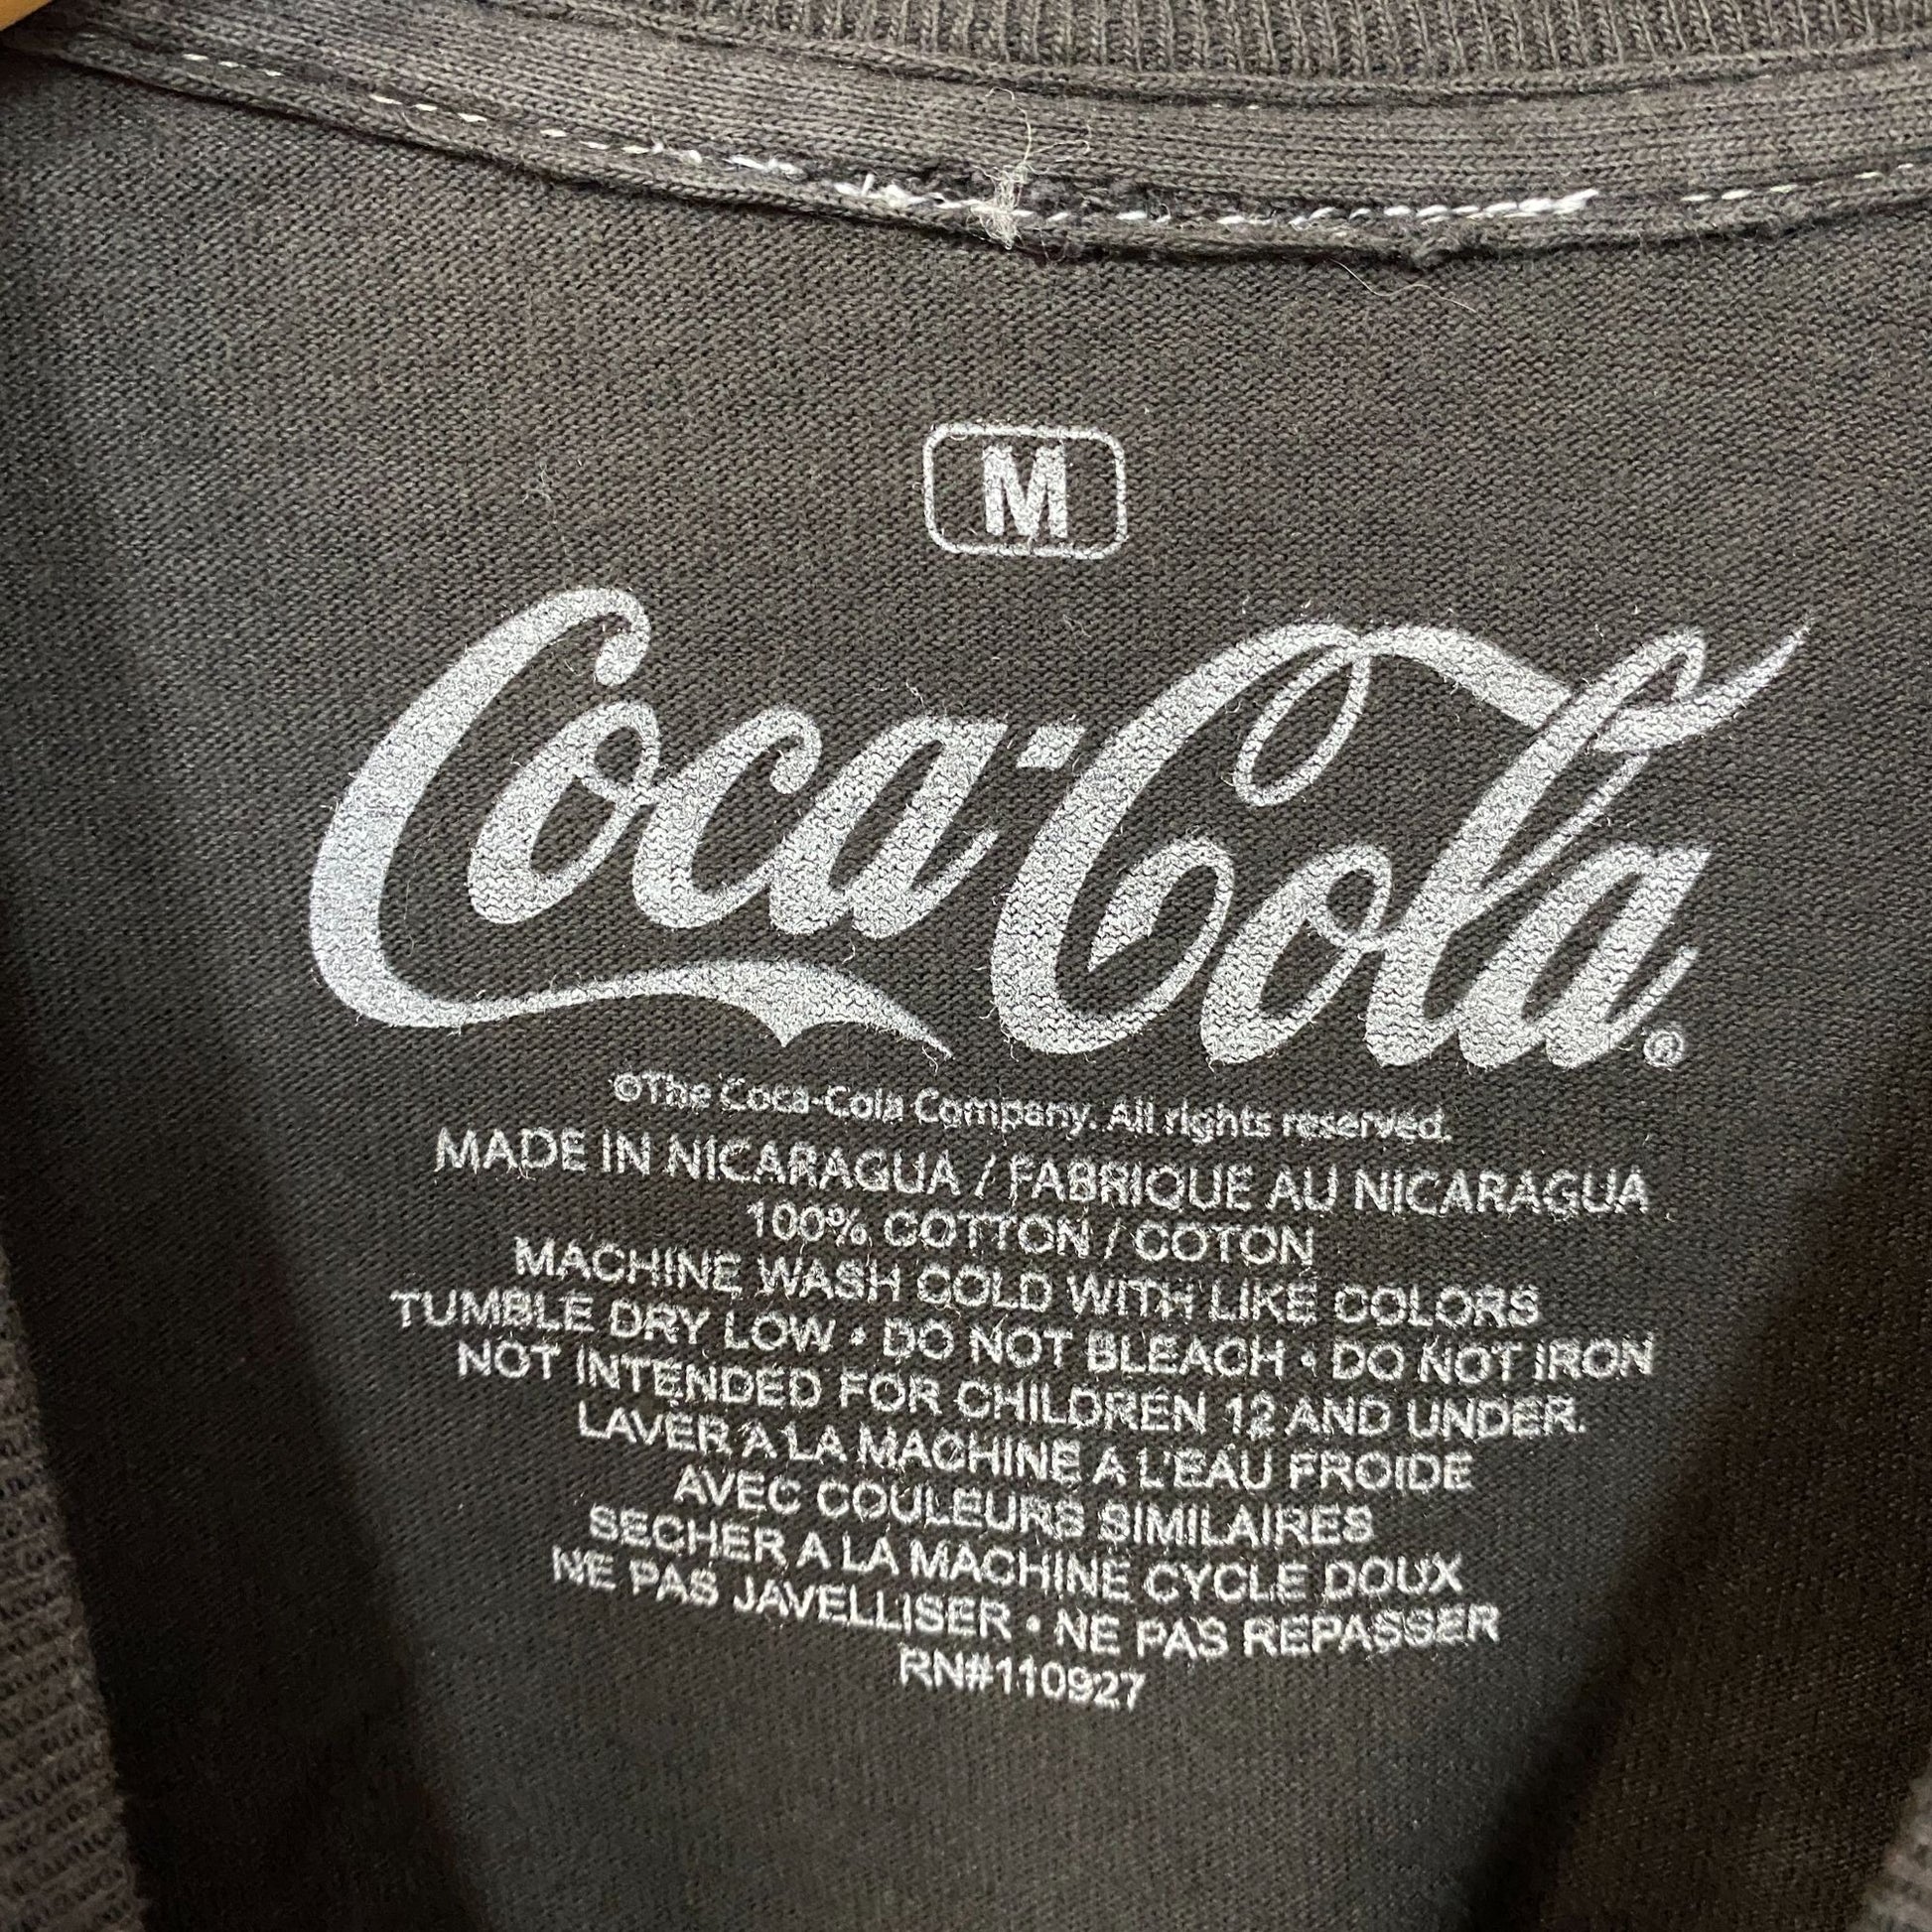 M
Coca-Cola®
©The Coca-Cola Company. All rights reserved.
MADE IN NICARAGUA / FABRIQUE AU NICARAGUA
100% COTTON / COTON
MACHINE WASH COLD WITH LIKE COLORS
TUMBLE DRY LOW • DO NOT BLEACH • DO NOT IRON
NOT INTENDED FOR CHILDREN 12 AND UNDER.
LAVER A LA MACHINE A L'EAU FROIDE
AVEC COULEURS SIMILAIRES
SECHER A LA MACHINE CYCLE DOUX
NE PAS JAVELLISER • NE PAS REPASSER
RN#110927